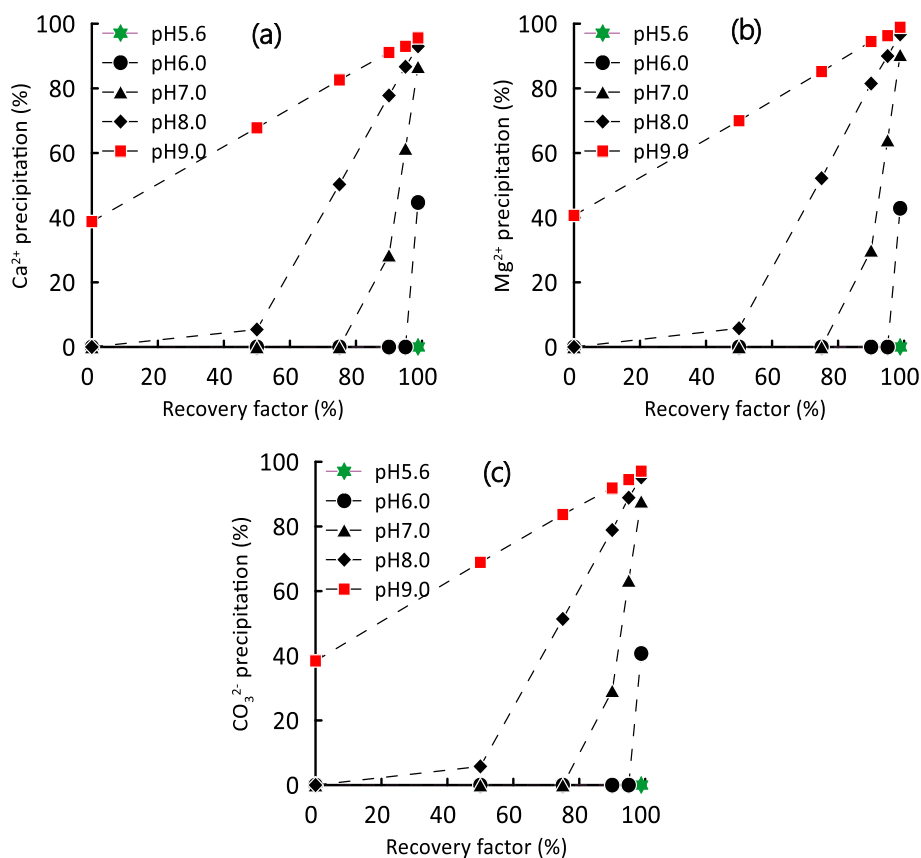 (a)
pH5.6
pH6.0
pH7.0
pH8.0
pH9.0
Ca²⁺ precipitation (%)
100
80
60
40
20
0
0 20 40 60 80 100
Recovery factor (%)
(b)
pH5.6
pH6.0
pH7.0
pH8.0
pH9.0
Mg²⁺ precipitation (%)
100
80
60
40
20
0
0 20 40 60 80 100
Recovery factor (%)
(c)
pH5.6
pH6.0
pH7.0
pH8.0
pH9.0
CO₃²⁻ precipitation (%)
100
80
60
40
20
0
0 20 40 60 80 100
Recovery factor (%)